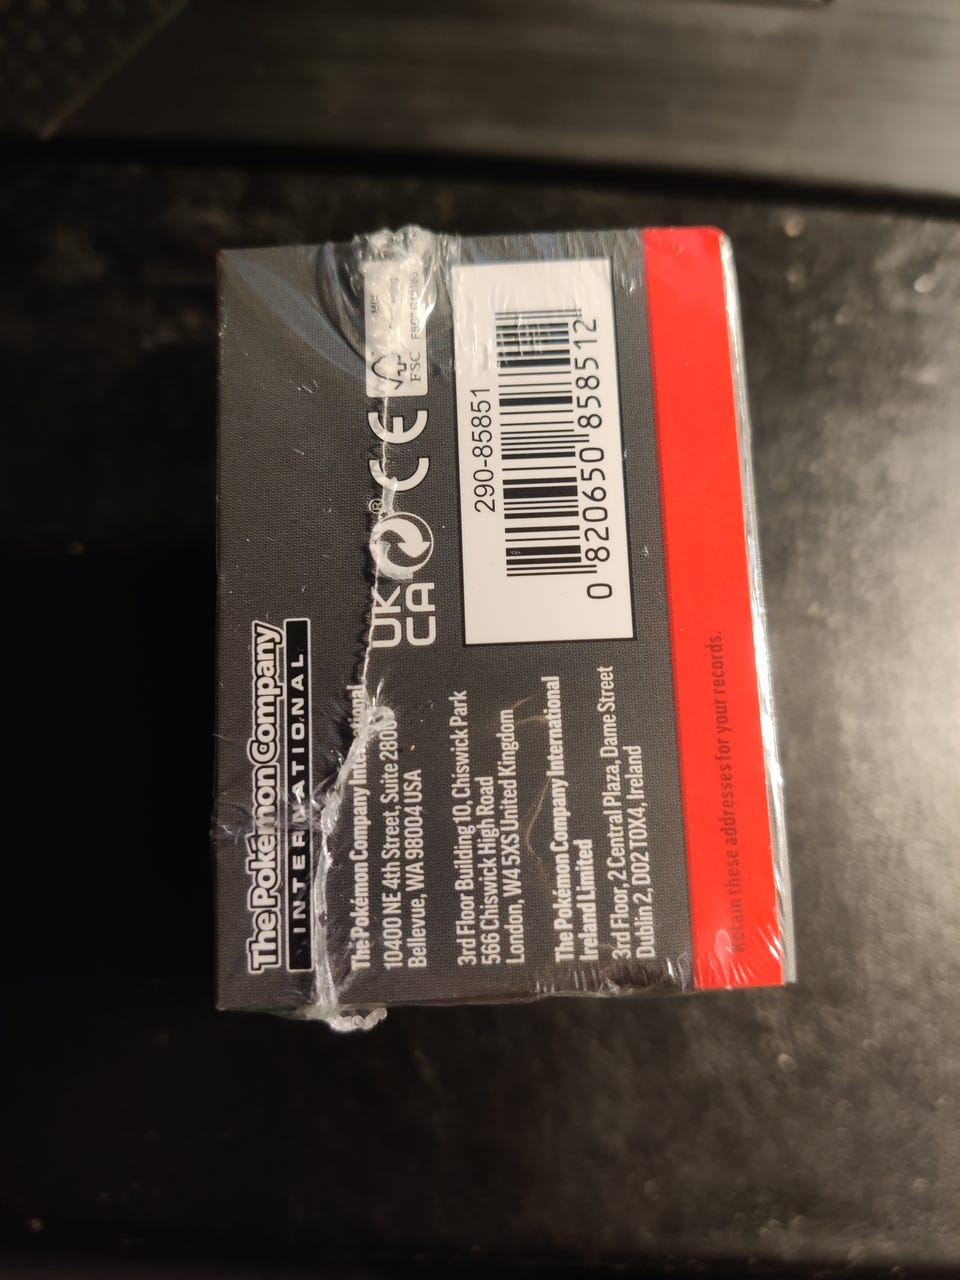 The Pokémon Company
INTERNATIONAL
The Pokémon Company International
10400 NE 4th Street, Suite 2800
Bellevue, WA 98004 USA
3rd Floor Building 10, Chiswick Park
566 Chiswick High Road
London, W4 5XS United Kingdom
The Pokémon Company International
Ireland Limited
3rd Floor, 2 Central Plaza, Dame Street
Dublin 2, D02 T0X4, Ireland
UK
CA
®
CE
MIX
FSC
290-85851
0 820650 858512
Retain these addresses for your records.